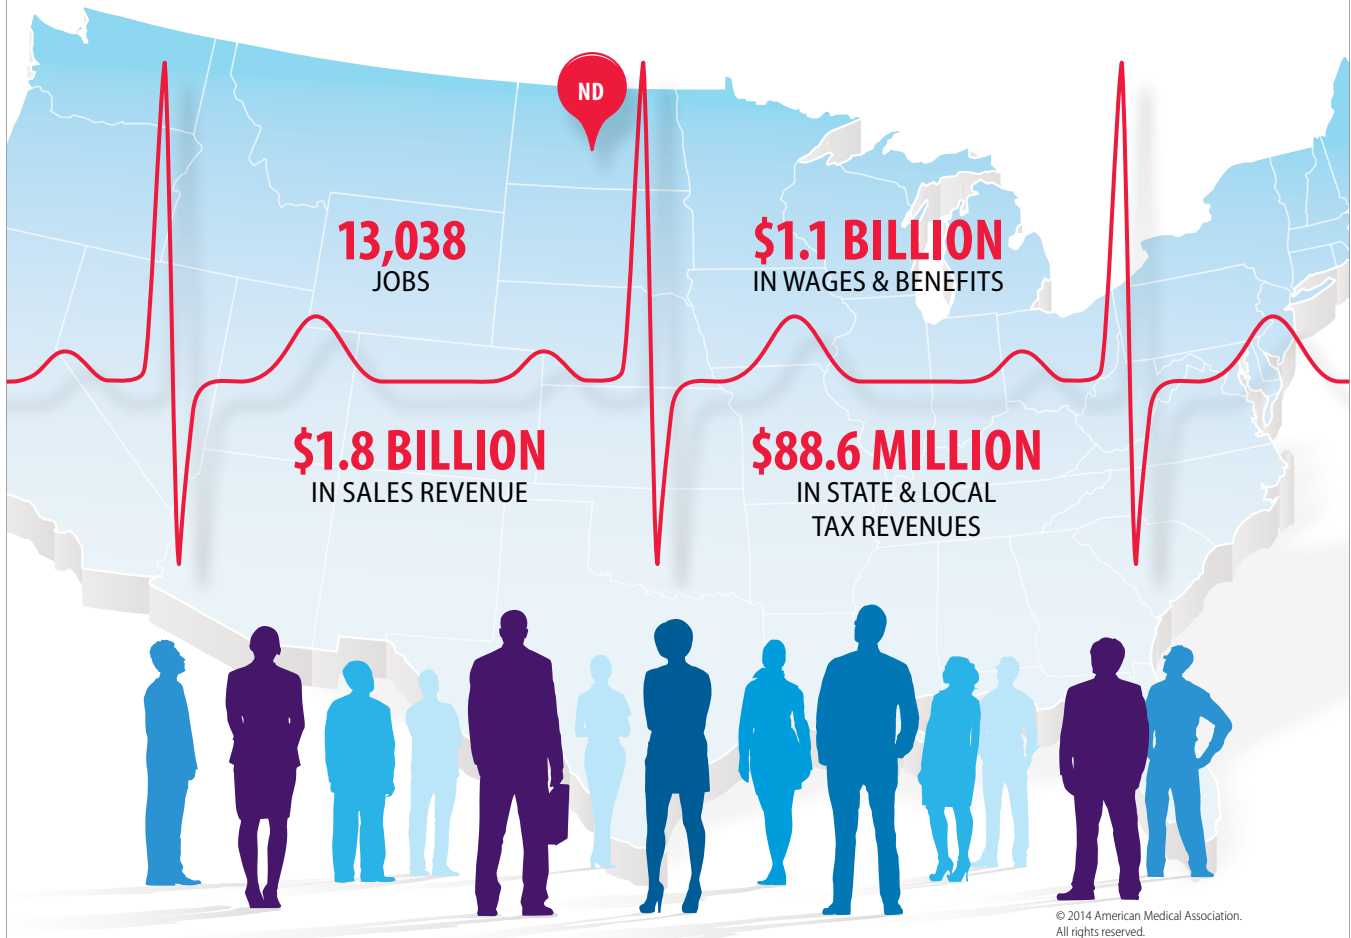 ND
13,038
JOBS
$1.1 BILLION
IN WAGES & BENEFITS
$1.8 BILLION
IN SALES REVENUE
$88.6 MILLION
IN STATE & LOCAL
TAX REVENUES
© 2014 American Medical Association.
All rights reserved.